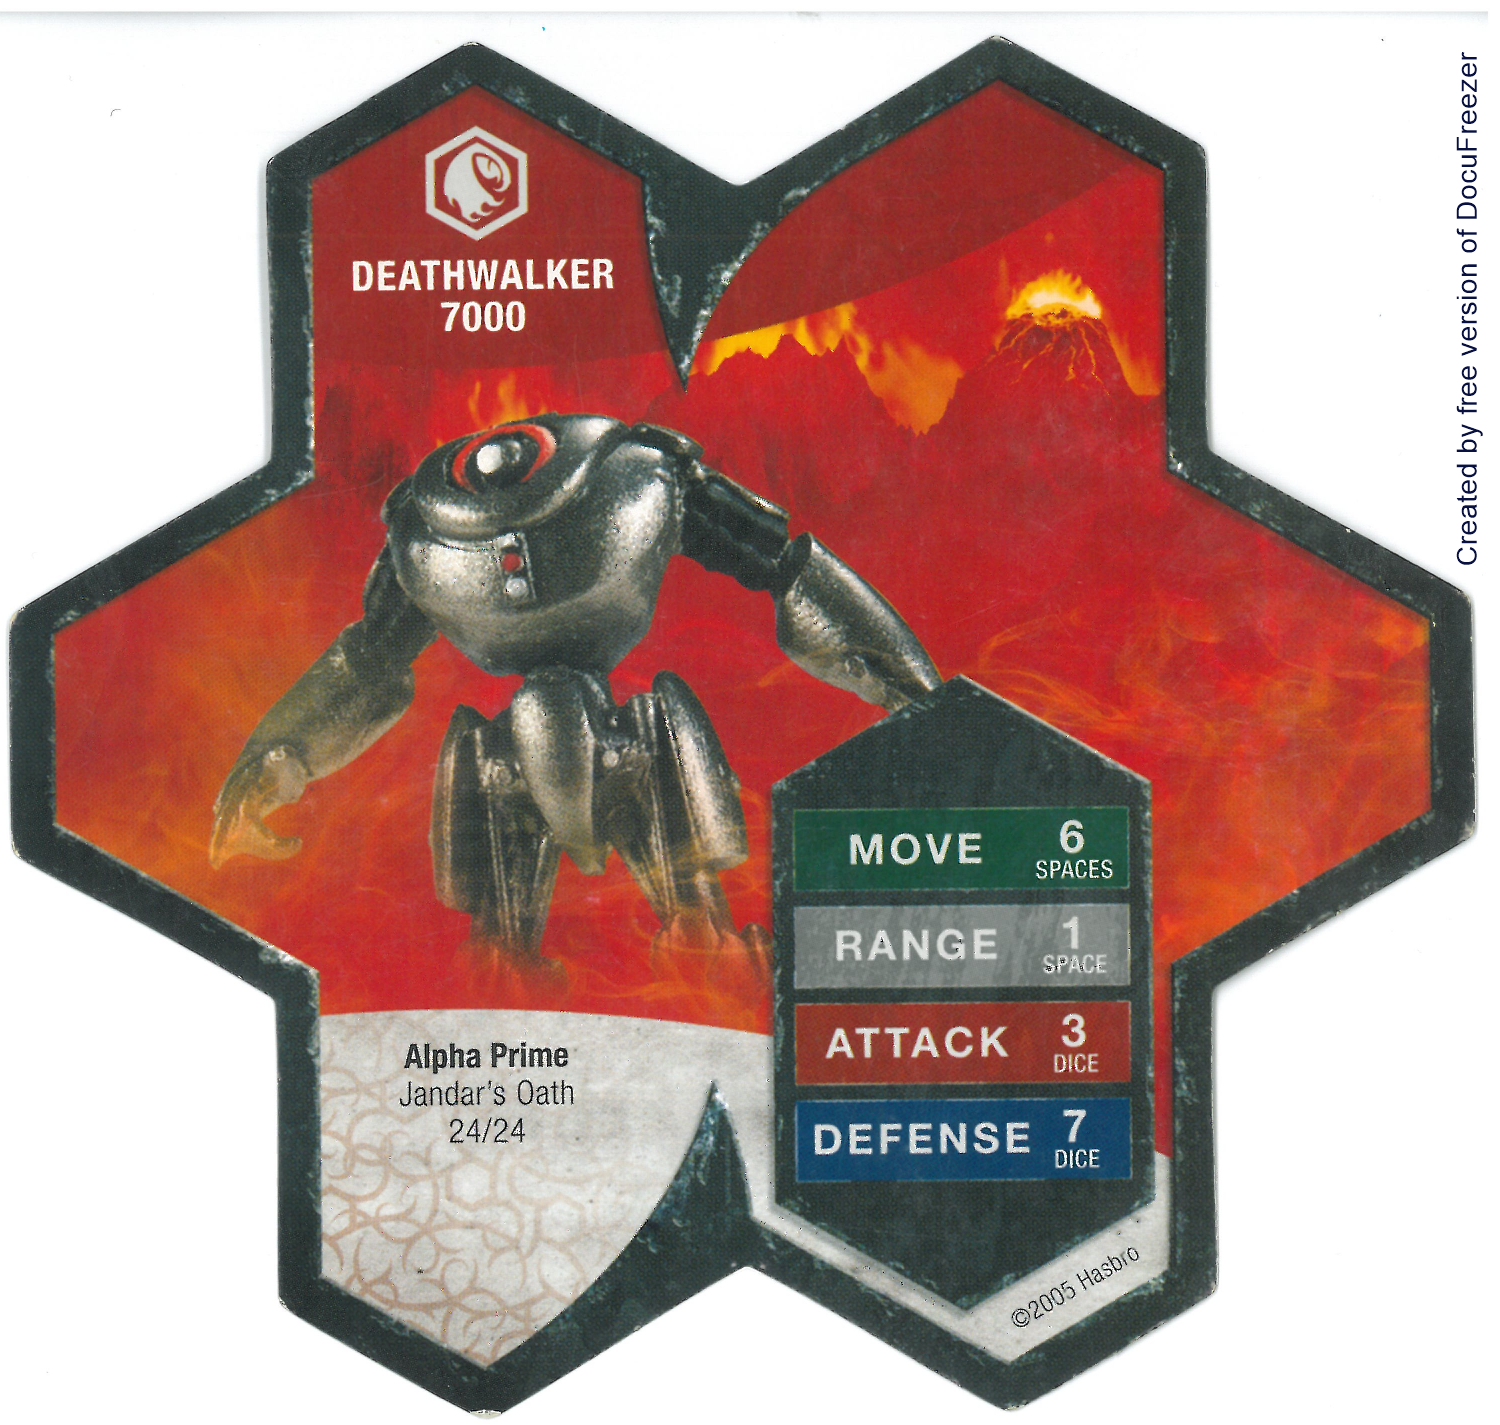 DEATHWALKER
7000
MOVE 6 SPACES
RANGE 1 SPACE
ATTACK 3 DICE
DEFENSE 7 DICE
Alpha Prime
Jandar's Oath
24/24
©2005 Hasbro
Created by free version of DocuFreezer